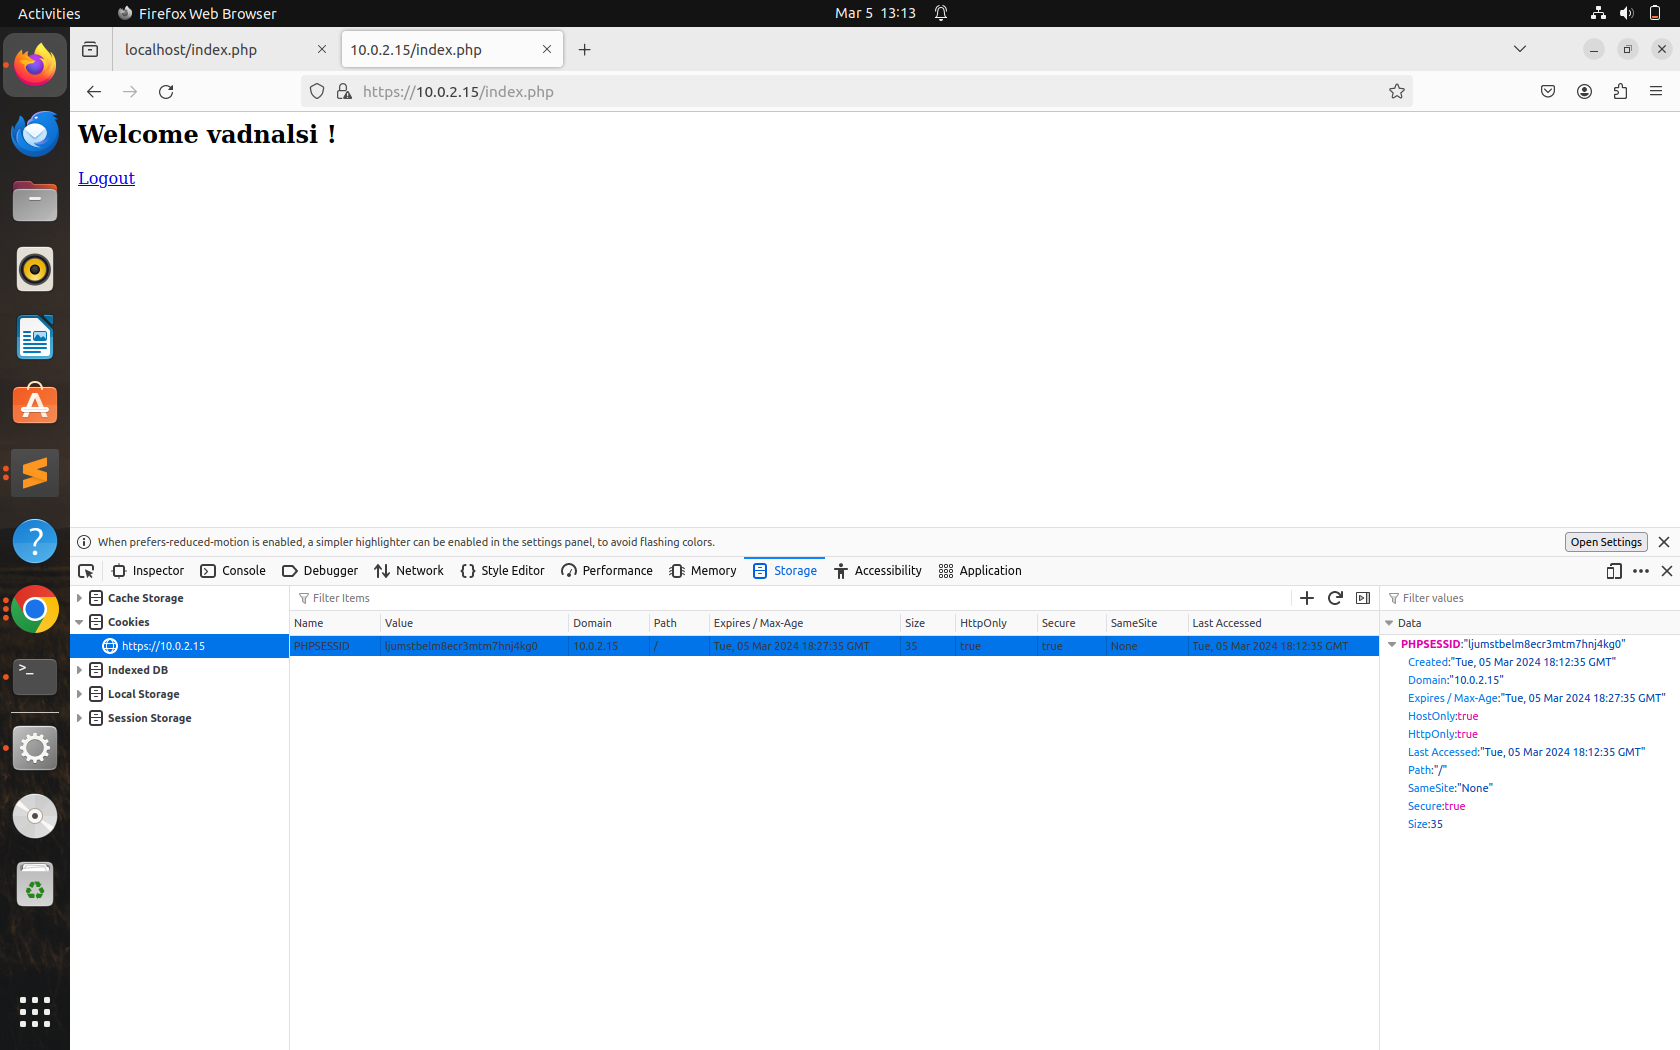 Activities Firefox Web Browser Mar 5 13:13
localhost/index.php 10.0.2.15/index.php
https://10.0.2.15/index.php
Welcome vadnalsi !
Logout
When prefers-reduced-motion is enabled, a simpler highlighter can be enabled in the settings panel, to avoid flashing colors. Open Settings
Inspector Console Debugger Network Style Editor Performance Memory Storage Accessibility Application
Cache Storage
Cookies
https://10.0.2.15
Indexed DB
Local Storage
Session Storage
Filter Items
Name Value Domain Path Expires / Max-Age Size HttpOnly Secure SameSite Last Accessed
PHPSESSID ljumstbelm8ecr3mtm7hnj4kg0 10.0.2.15 / Tue, 05 Mar 2024 18:27:35 GMT 35 true true None Tue, 05 Mar 2024 18:12:35 GMT
Filter values
Data
PHPSESSID:"ljumstbelm8ecr3mtm7hnj4kg0"
Created:"Tue, 05 Mar 2024 18:12:35 GMT"
Domain:"10.0.2.15"
Expires / Max-Age:"Tue, 05 Mar 2024 18:27:35 GMT"
HostOnly:true
HttpOnly:true
Last Accessed:"Tue, 05 Mar 2024 18:12:35 GMT"
Path:"/"
SameSite:"None"
Secure:true
Size:35